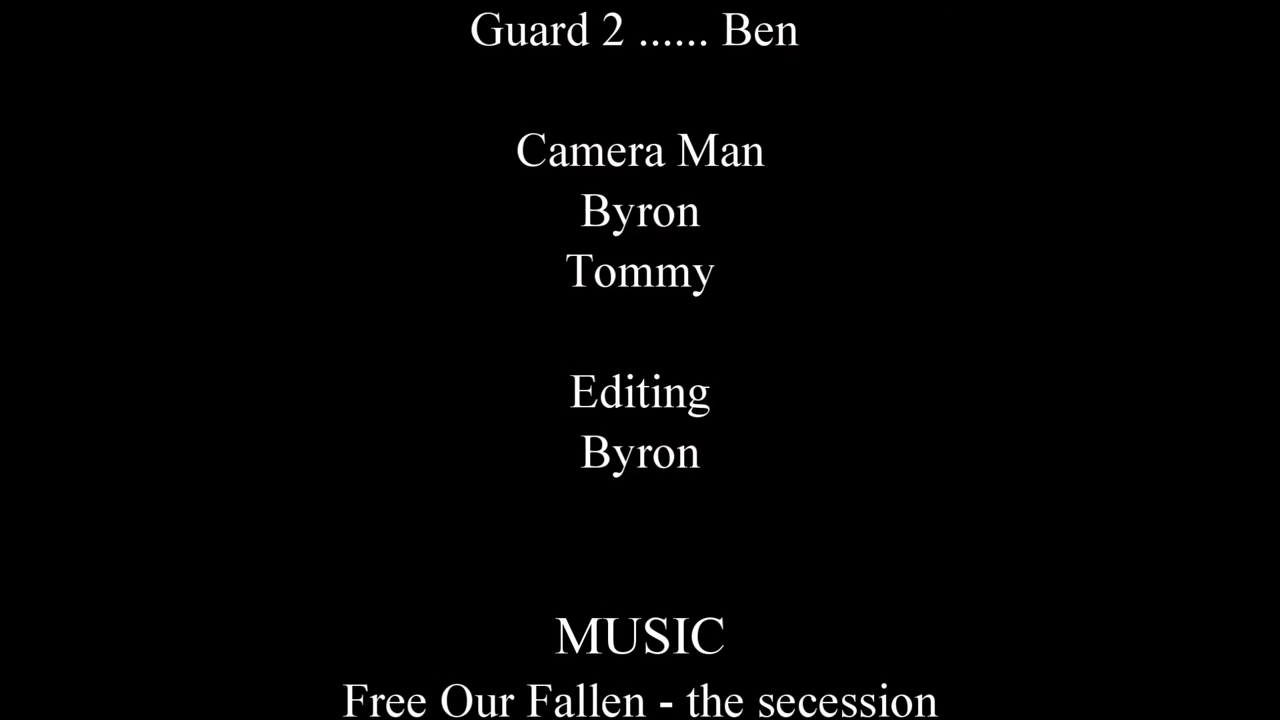 Guard 2 ...... Ben
Camera Man
Byron
Tommy
Editing
Byron
MUSIC
Free Our Fallen - the secession